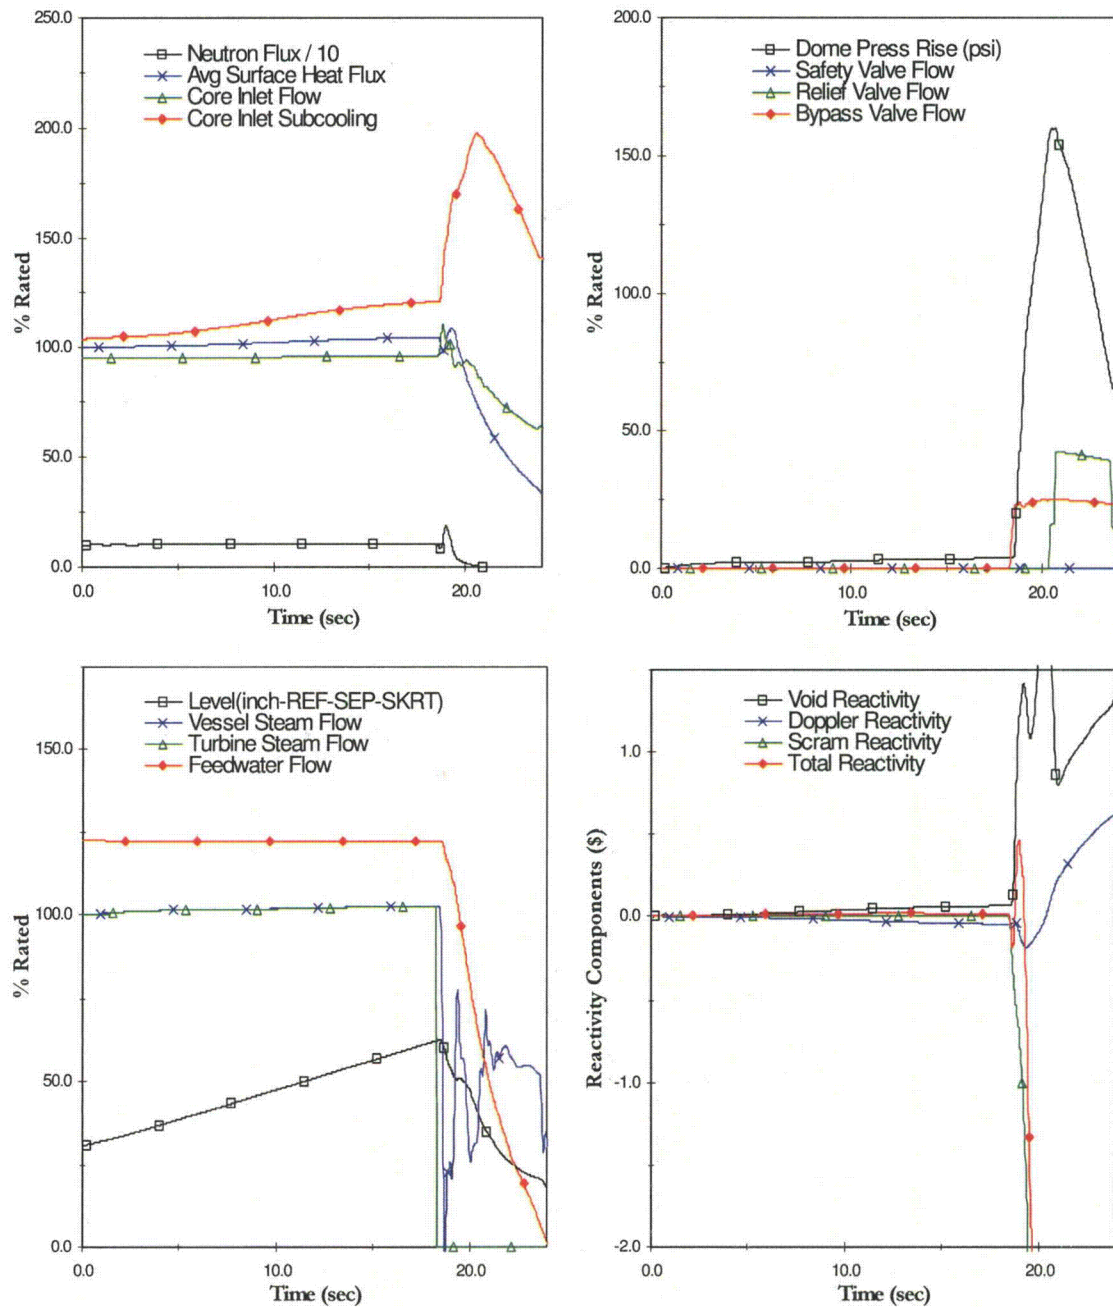 250.0
Neutron Flux / 10
Avg Surface Heat Flux
Core Inlet Flow
Core Inlet Subcooling
200.0
150.0
100.0
50.0
0.0
% Rated
0.0
10.0
20.0
Time (sec)
200.0
Dome Press Rise (psi)
Safety Valve Flow
Relief Valve Flow
Bypass Valve Flow
150.0
100.0
50.0
0.0
% Rated
0.0
10.0
20.0
Time (sec)
Level(inch-REF-SEP-SKRT)
Vessel Steam Flow
Turbine Steam Flow
Feedwater Flow
150.0
100.0
50.0
0.0
% Rated
0.0
10.0
20.0
Time (sec)
Void Reactivity
Doppler Reactivity
Scram Reactivity
Total Reactivity
1.0
0.0
-1.0
-2.0
Reactivity Components ($)
0.0
10.0
20.0
Time (sec)